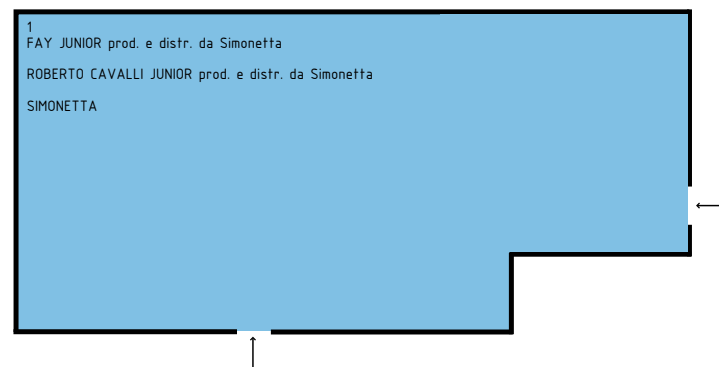 1
FAY JUNIOR prod. e distr. da Simonetta
ROBERTO CAVALLI JUNIOR prod. e distr. da Simonetta
SIMONETTA